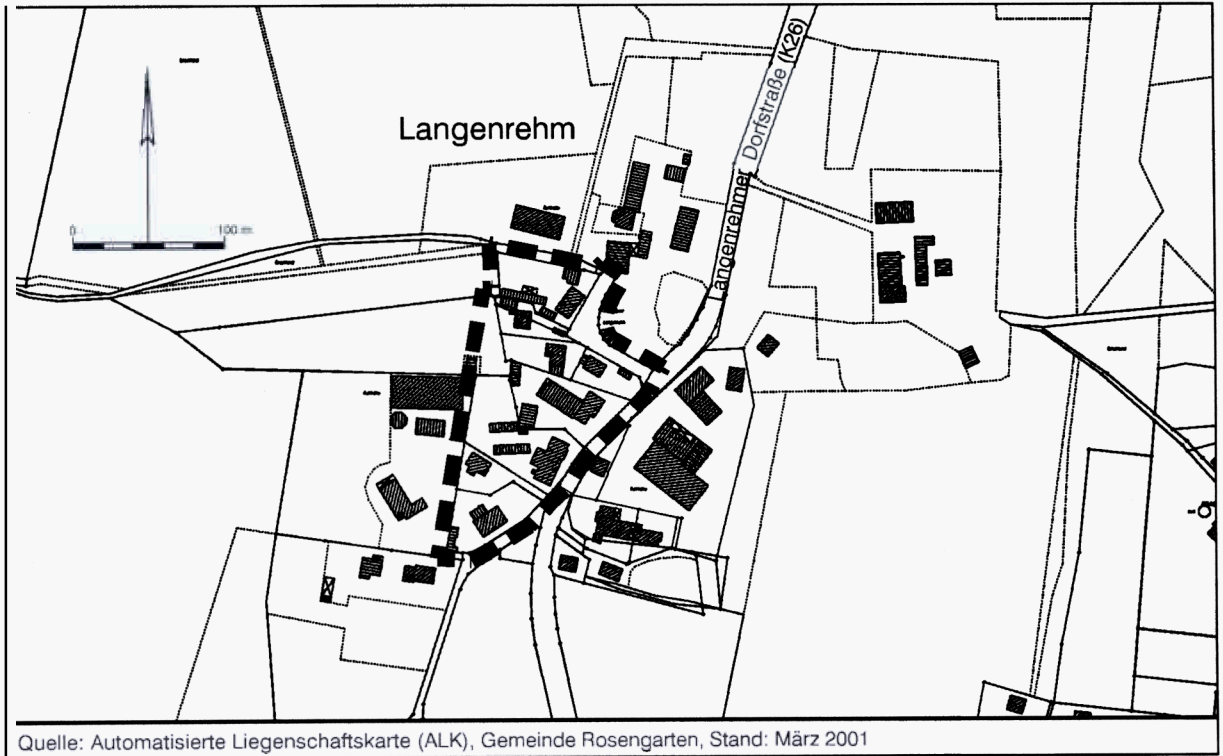 Langenrehm
Langenrehmer Dorfstraße (K26)
0 100 m
Quelle: Automatisierte Liegenschaftskarte (ALK), Gemeinde Rosengarten, Stand: März 2001